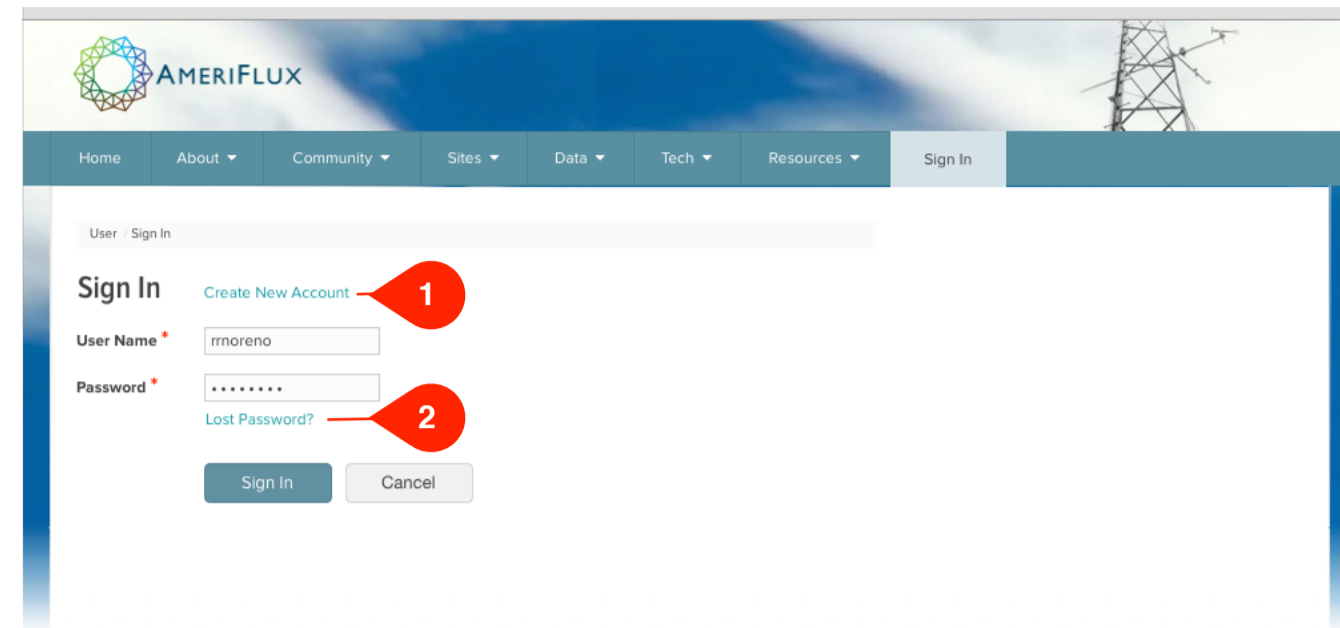 AMERIFLUX
Home About Community Sites Data Tech Resources Sign In
User / Sign In
Sign In Create New Account 1
User Name * rrnoreno
Password * ••••••••
Lost Password? 2
Sign In Cancel